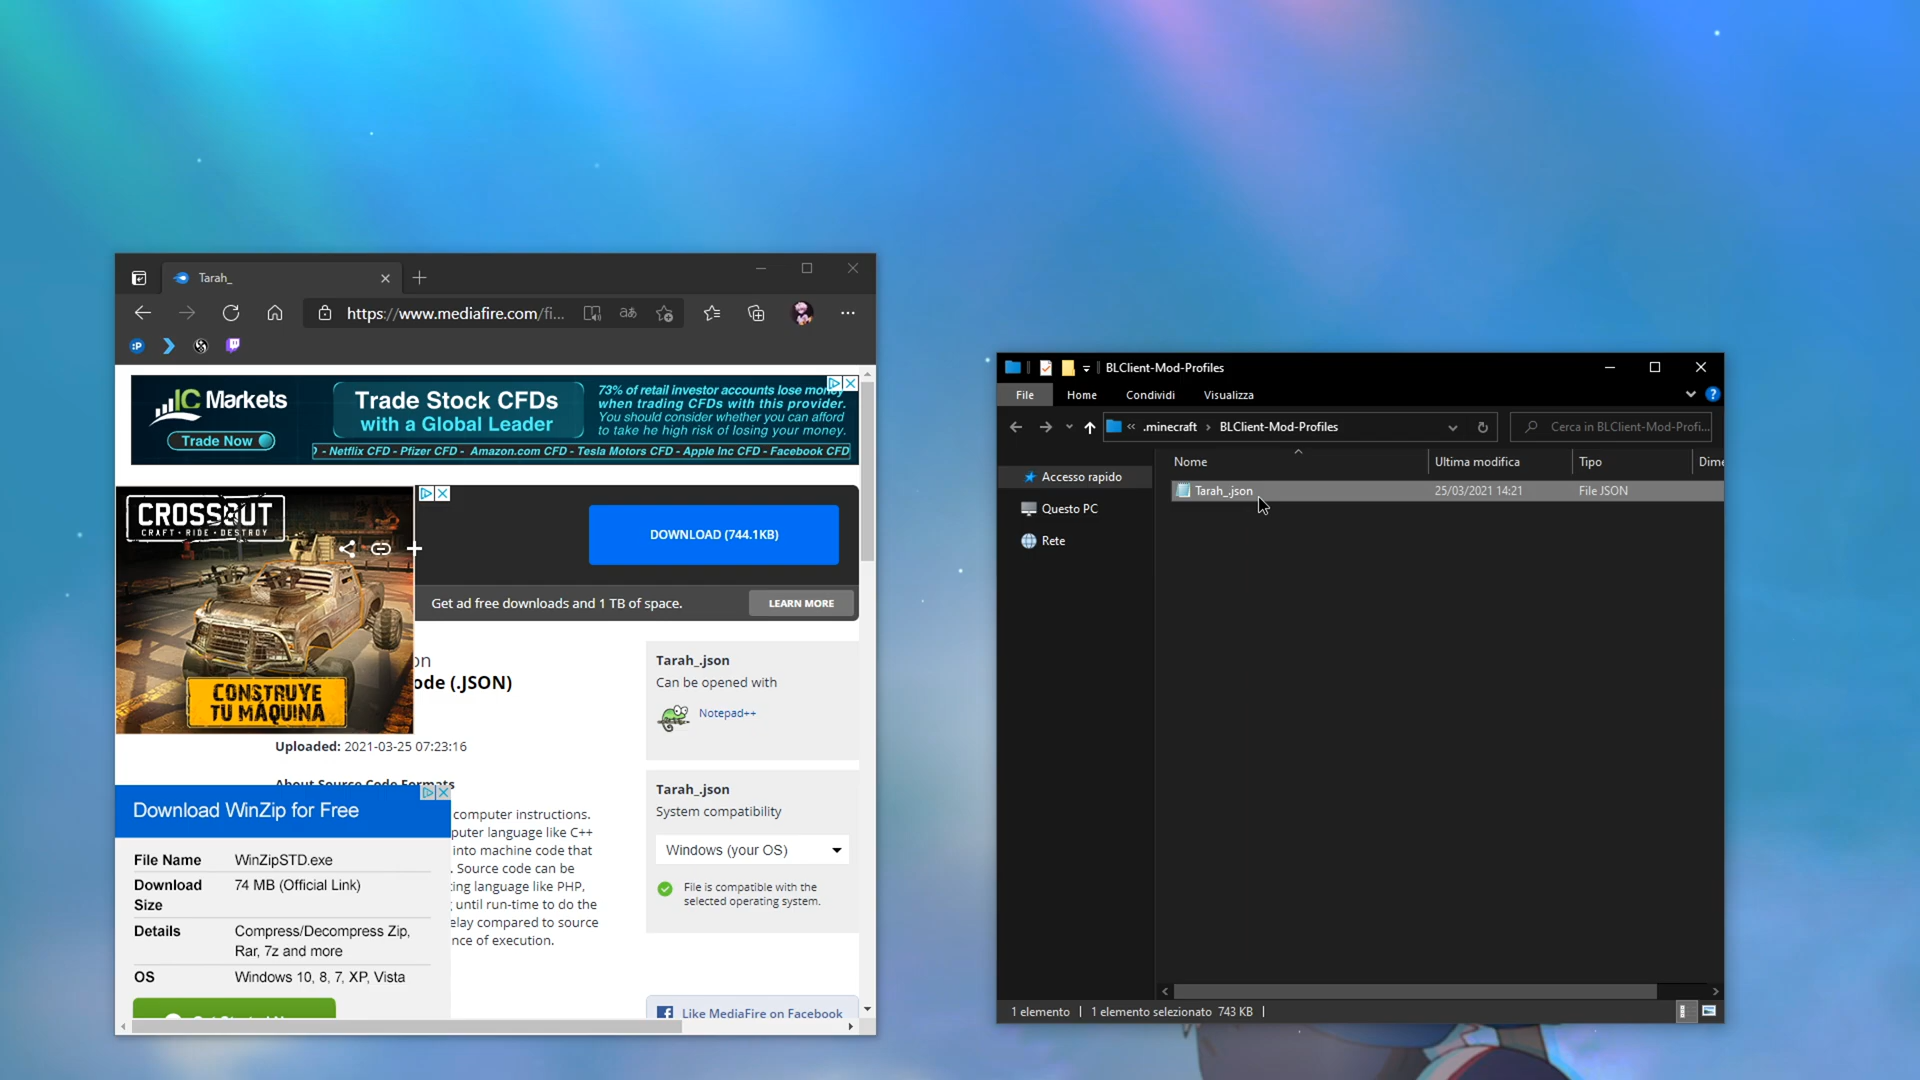 Tarah_
https://www.mediafire.com/fi...
IC Markets
Trade Now
Trade Stock CFDs
with a Global Leader
73% of retail investor accounts lose money
when trading CFDs with this provider.
You should consider whether you can afford
to take he high risk of losing your money.
- Netflix CFD - Pfizer CFD - Amazon.com CFD - Tesla Motors CFD - Apple Inc CFD - Facebook CFD
CROSSOUT
CRAFT • RIDE • DESTROY
CONSTRUYE
TU MÁQUINA
DOWNLOAD (744.1KB)
Get ad free downloads and 1 TB of space.
LEARN MORE
on
ode (.JSON)
Uploaded: 2021-03-25 07:23:16
About Source Code Formats
computer instructions.
puter language like C++
into machine code that
. Source code can be
ting language like PHP,
until run-time to do the
elay compared to source
nce of execution.
Download WinZip for Free
File Name WinZipSTD.exe
Download Size 74 MB (Official Link)
Details Compress/Decompress Zip,
Rar, 7z and more
OS Windows 10, 8, 7, XP, Vista
Tarah_.json
Can be opened with
Notepad++
Tarah_.json
System compatibility
Windows (your OS)
File is compatible with the
selected operating system.
Like MediaFire on Facebook
BLClient-Mod-Profiles
File Home Condividi Visualizza
« .minecraft › BLClient-Mod-Profiles
Cerca in BLClient-Mod-Profi...
Accesso rapido
Questo PC
Rete
Nome Ultima modifica Tipo Dime
Tarah_.json 25/03/2021 14:21 File JSON
1 elemento 1 elemento selezionato 743 KB